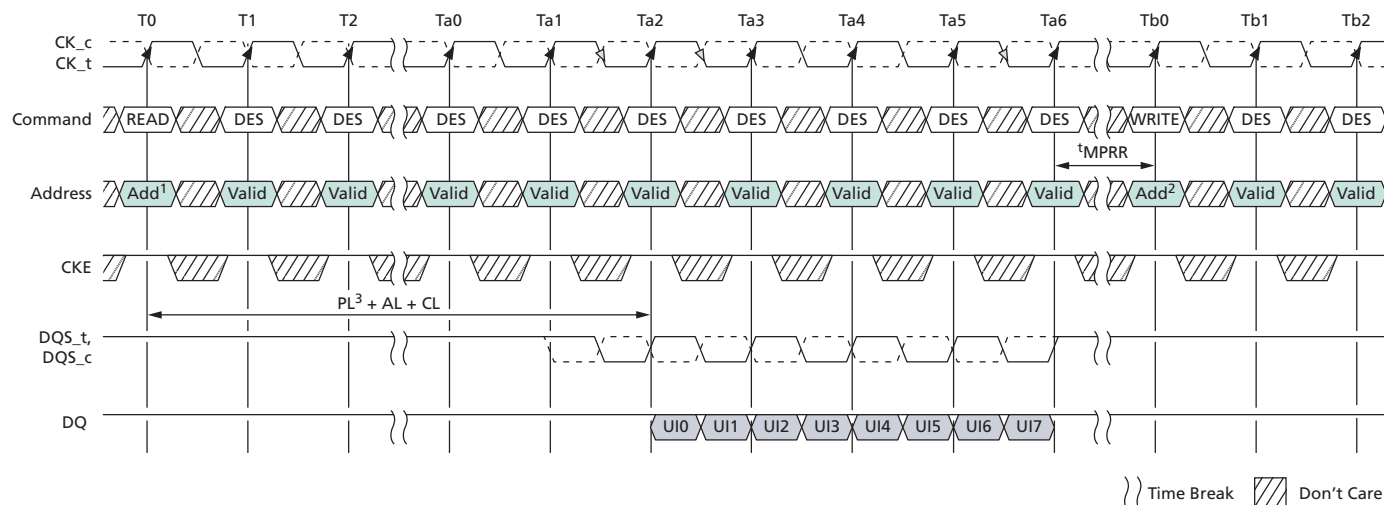 T0 T1 T2 Ta0 Ta1 Ta2 Ta3 Ta4 Ta5 Ta6 Tb0 Tb1 Tb2
CK_c
CK_t
Command READ DES DES DES DES DES DES DES DES DES WRITE DES DES
tMPRR
Address Add1 Valid Valid Valid Valid Valid Valid Valid Valid Valid Add2 Valid Valid
CKE
PL3 + AL + CL
DQS_t,
DQS_c
DQ UI0 UI1 UI2 UI3 UI4 UI5 UI6 UI7
Time Break Don't Care